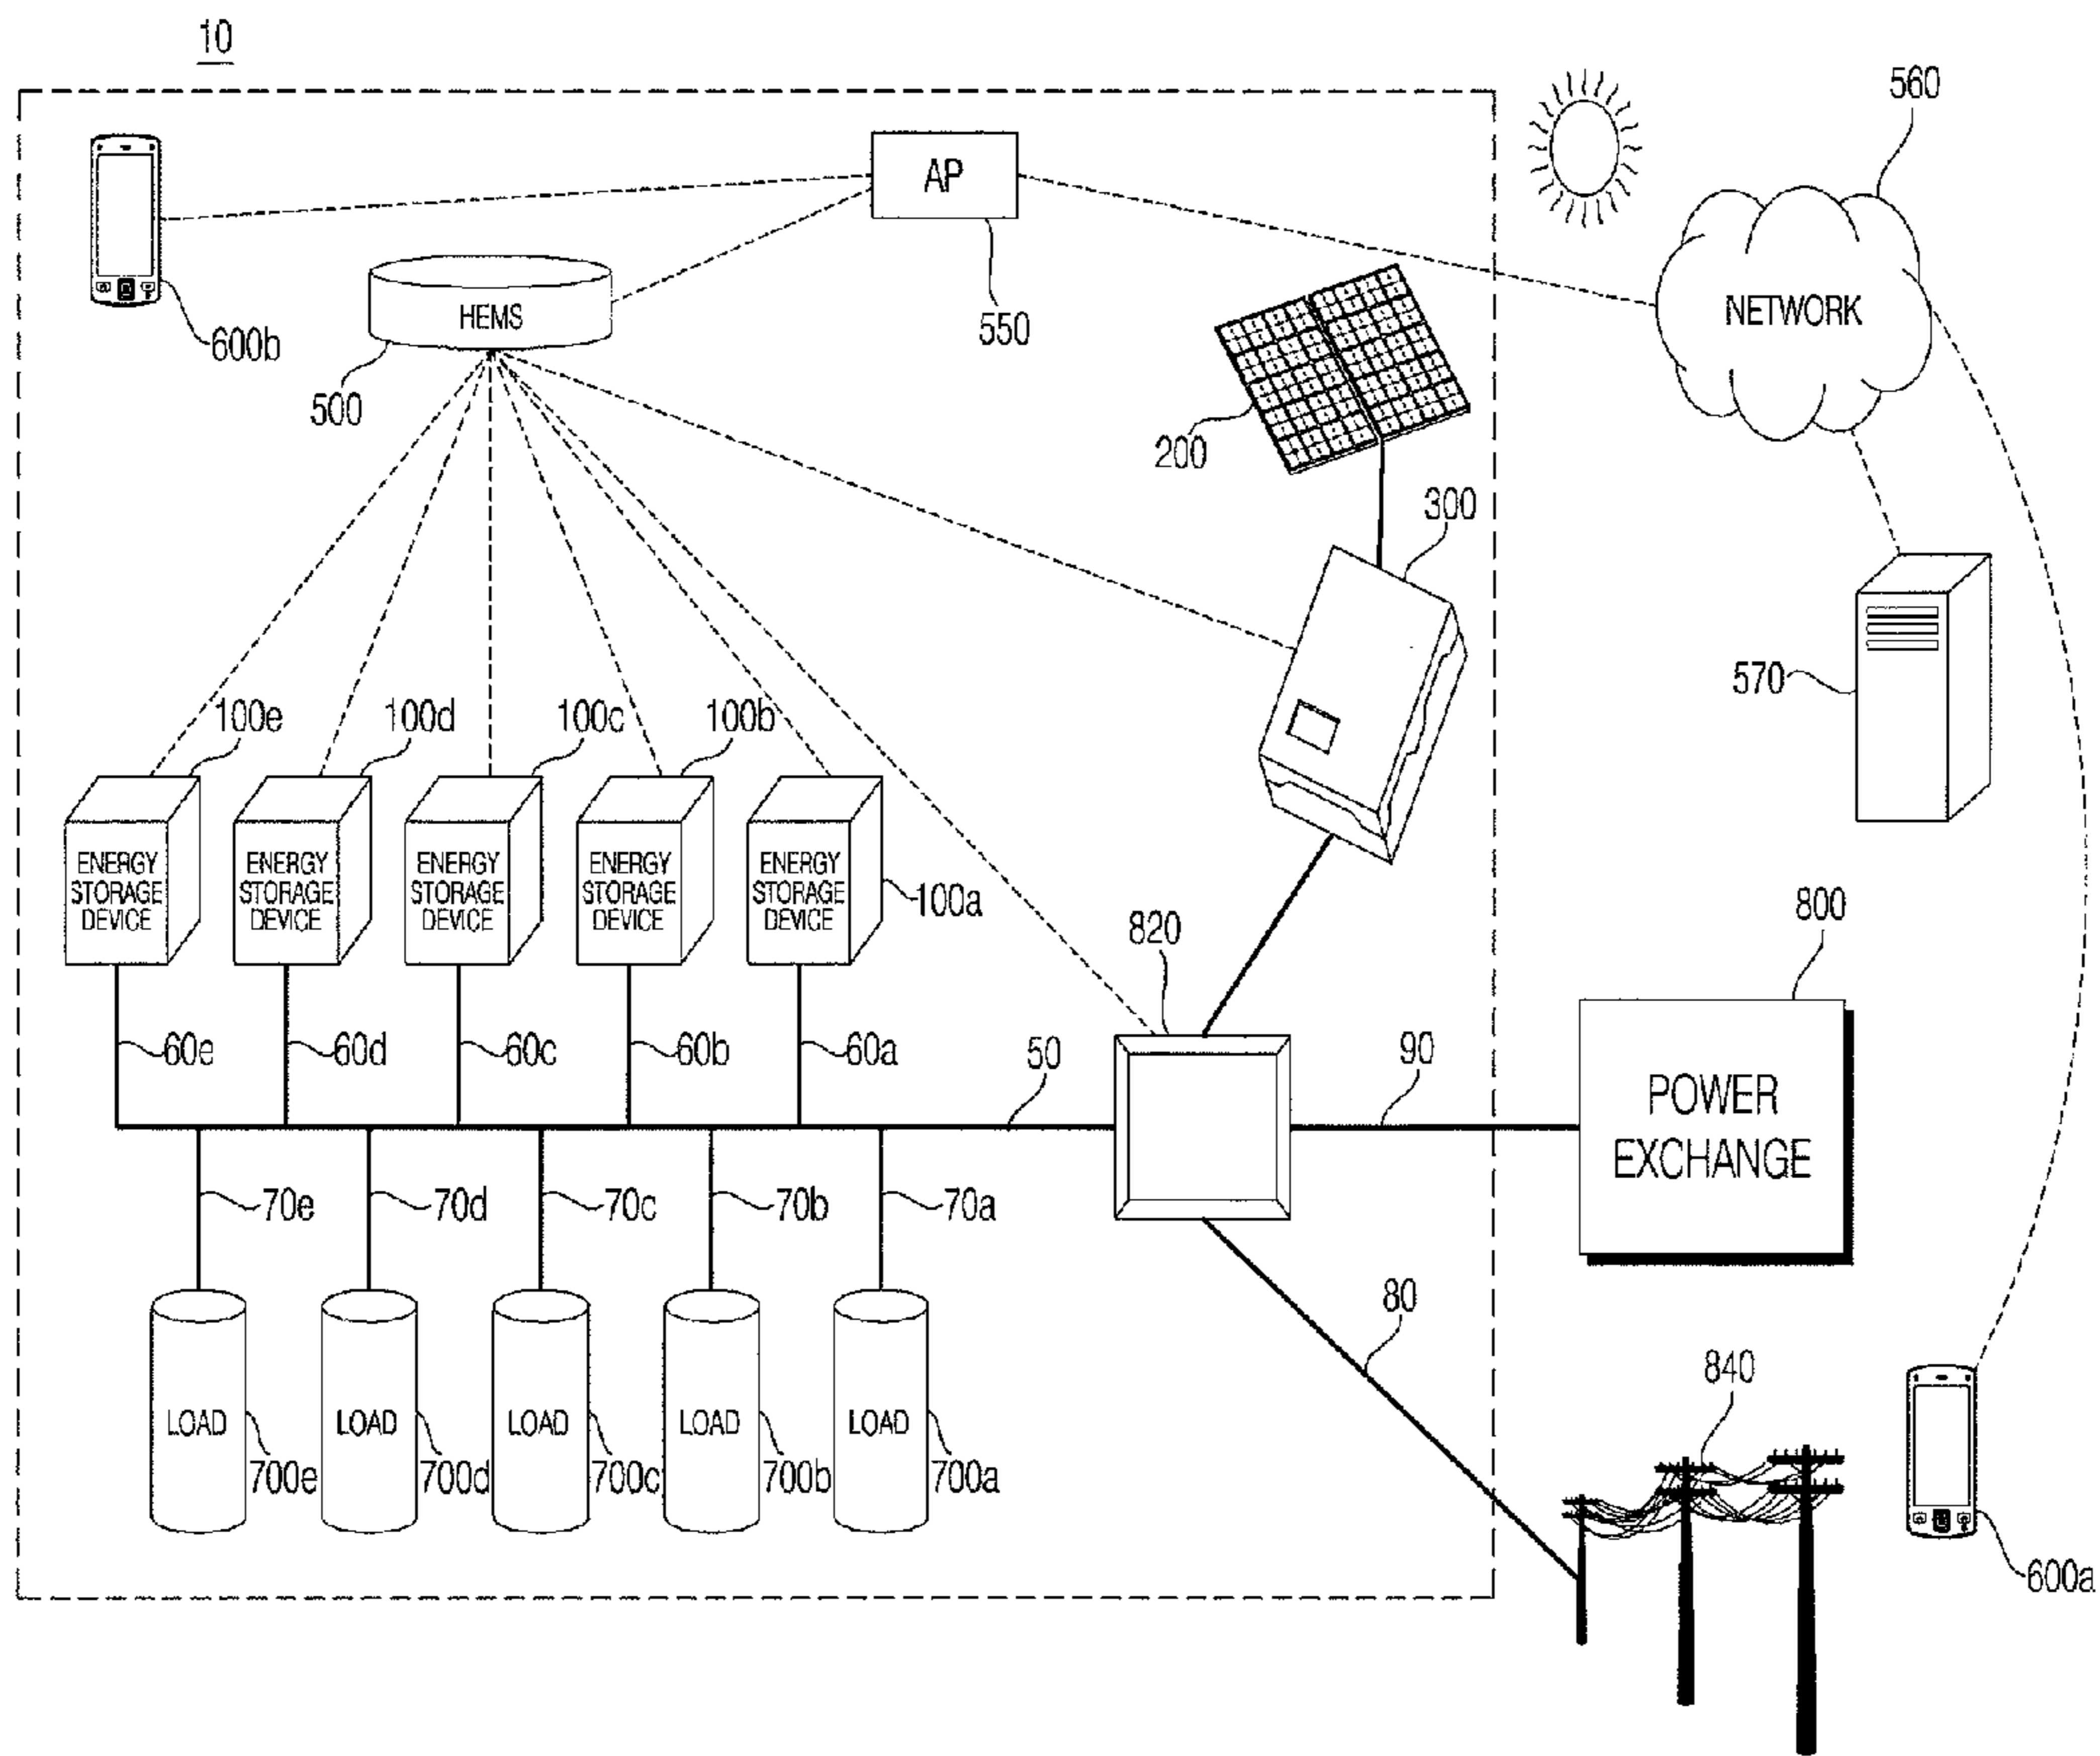 10
560
AP
NETWORK
HEMS
600b
550
500
200
300
570
100e
100d
100c
100b
ENERGY
STORAGE
DEVICE
ENERGY
STORAGE
DEVICE
ENERGY
STORAGE
DEVICE
ENERGY
STORAGE
DEVICE
ENERGY
STORAGE
DEVICE
100a
820
800
60e
60d
60c
60b
60a
50
90
POWER
EXCHANGE
70e
70d
70c
70b
70a
80
840
LOAD
LOAD
LOAD
LOAD
LOAD
700e
700d
700c
700b
700a
600a